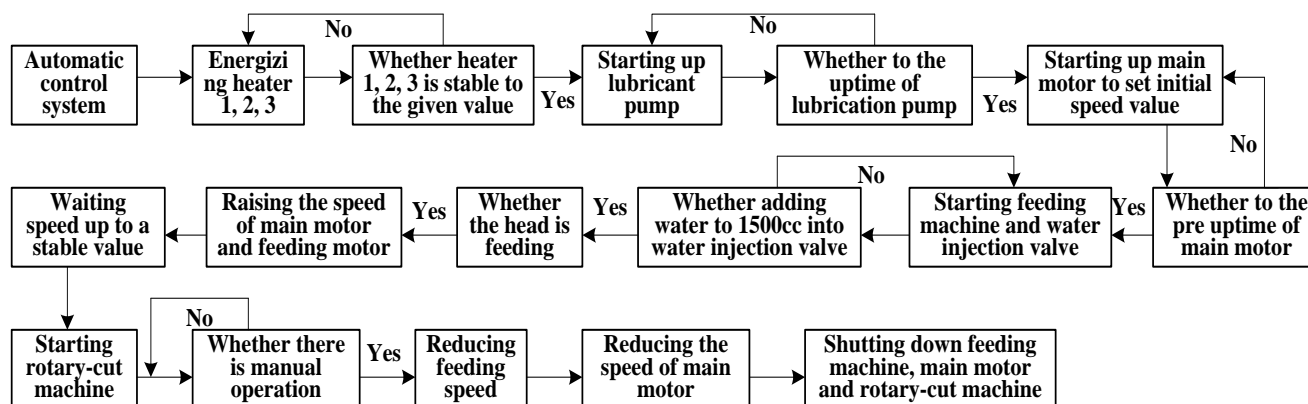 No
No
Automatic
control
system
Energizi
ng heater
1, 2, 3
Whether heater
1, 2, 3 is stable to
the given value
Yes
Starting up
lubricant
pump
Whether to the
uptime of
lubrication pump
Yes
Starting up main
motor to set initial
speed value
No
Waiting
speed up to a
stable value
Raising the speed
of main motor
and feeding motor
Yes
Whether
the head is
feeding
Yes
Whether adding
water to 1500cc into
water injection valve
No
Starting feeding
machine and water
injection valve
Yes
Whether to the
pre uptime of
main motor
Starting
rotary-cut
machine
No
Whether there
is manual
operation
Yes
Reducing
feeding
speed
Reducing the
speed of main
motor
Shutting down feeding
machine, main motor
and rotary-cut machine